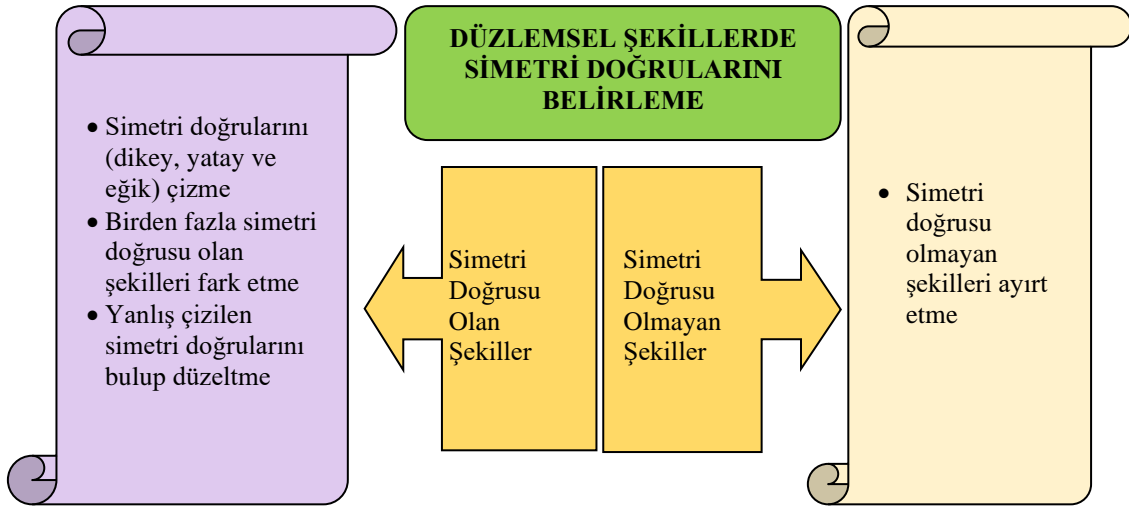 DÜZLEMSEL ŞEKİLLERDE
SİMETRİ DOĞRULARINI
BELİRLEME
• Simetri doğrularını
(dikey, yatay ve
eğik) çizme
• Birden fazla simetri
doğrusu olan
şekilleri fark etme
• Yanlış çizilen
simetri doğrularını
bulup düzeltme
Simetri
Doğrusu
Olan
Şekiller
Simetri
Doğrusu
Olmayan
Şekiller
• Simetri
doğrusu
olmayan
şekilleri ayırt
etme